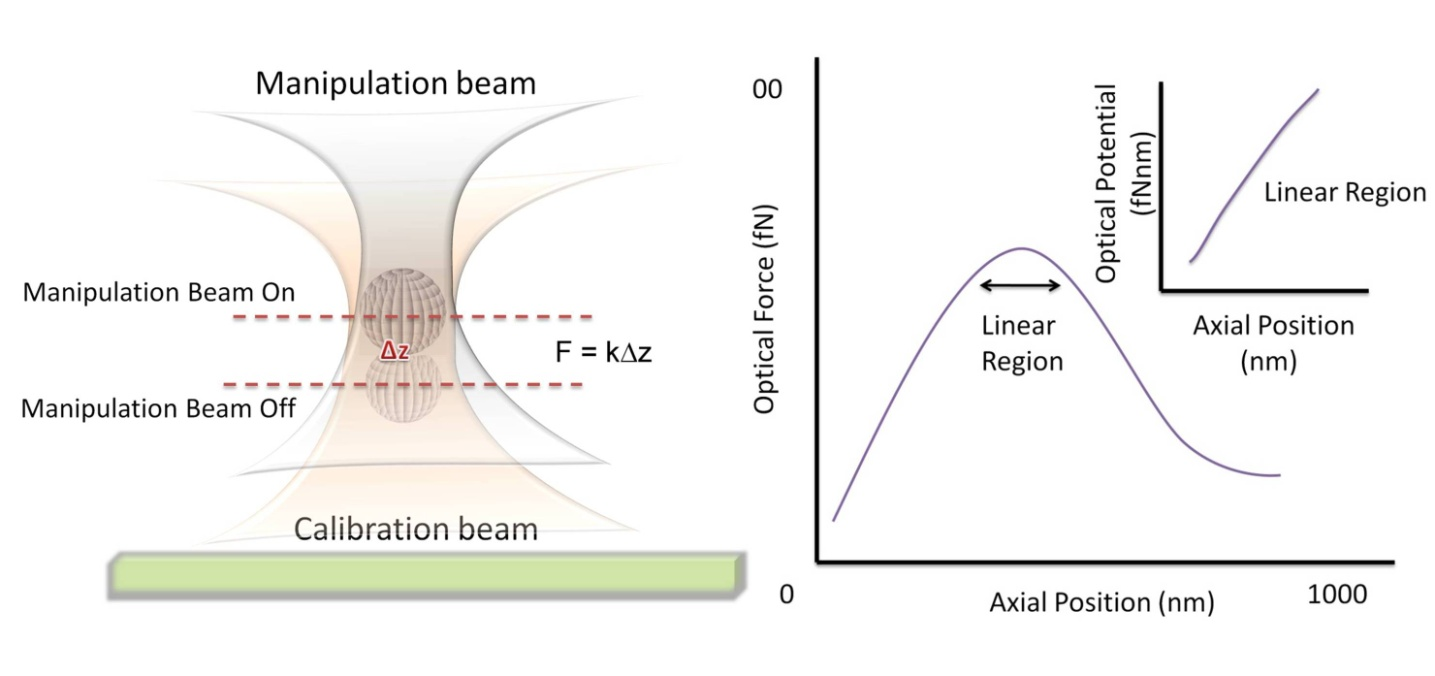 Manipulation beam
Manipulation Beam On
Δz
F = kΔz
Manipulation Beam Off
Calibration beam
00
Optical Force (fN)
Linear
Region
0
Axial Position (nm)
1000
Optical Potential
(fNnm)
Linear Region
Axial Position
(nm)